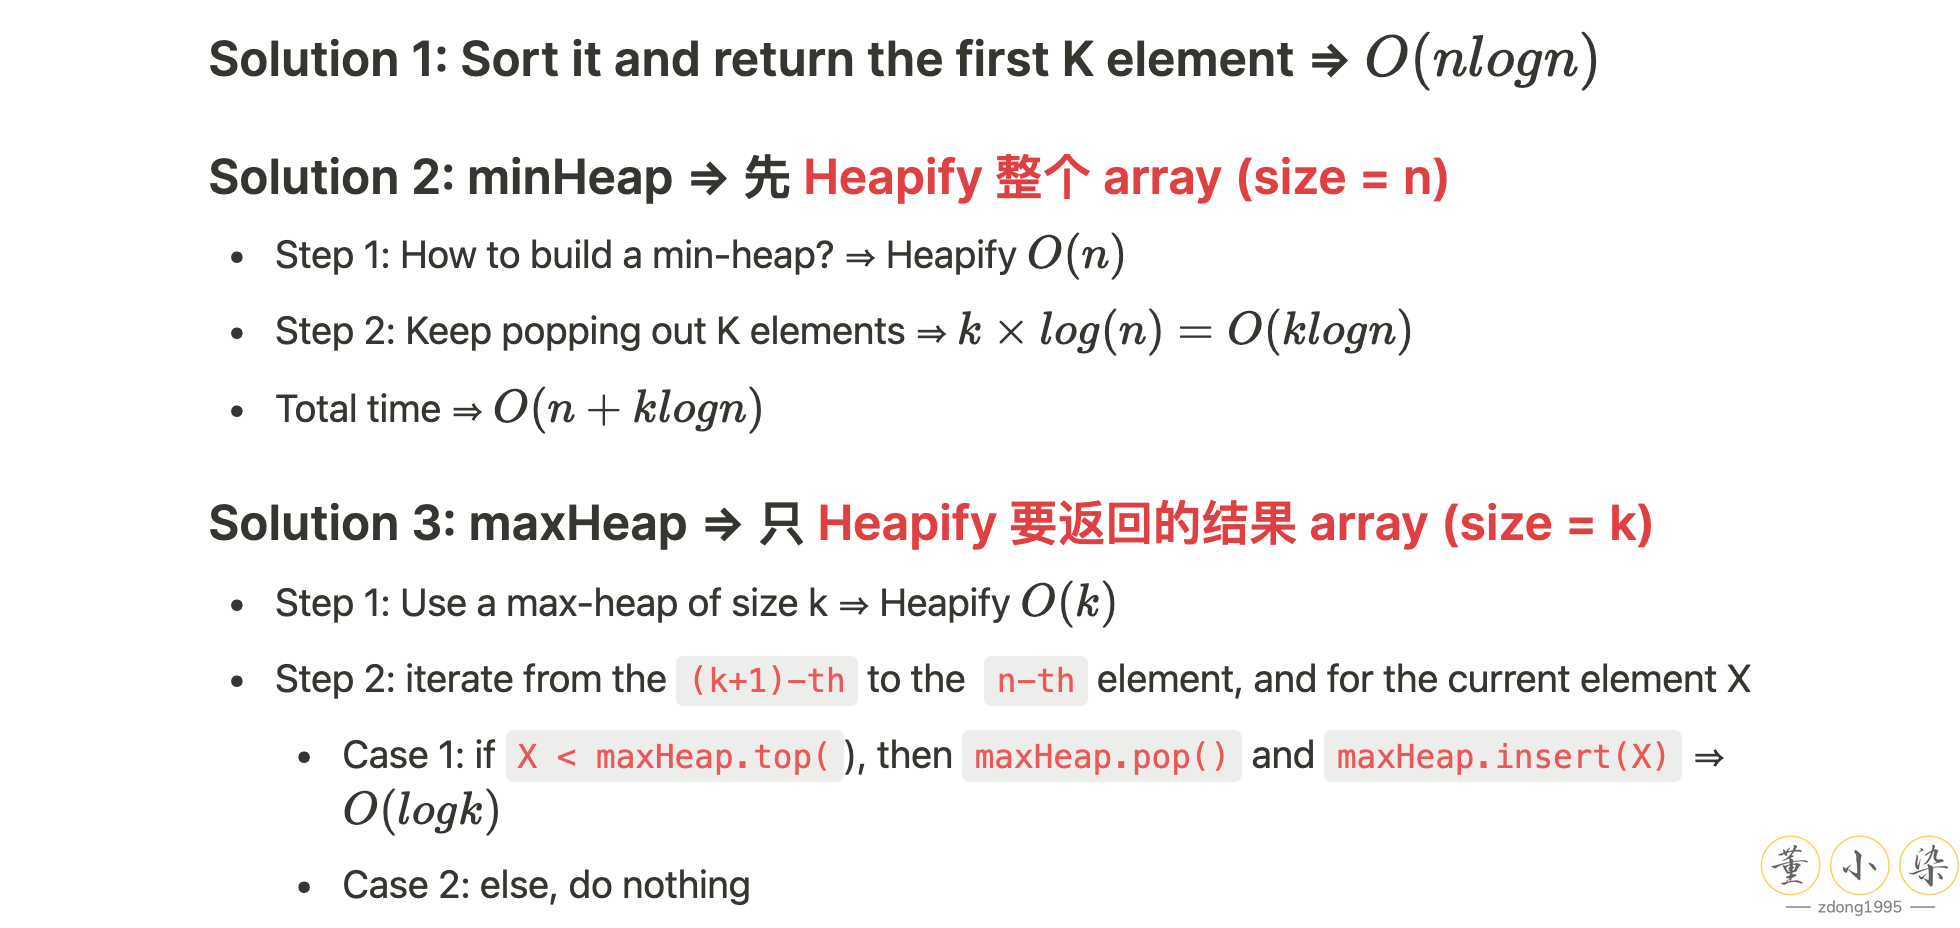 Solution 1: Sort it and return the first K element ⇒ O(nlogn)
Solution 2: minHeap ⇒ 先 Heapify 整个 array (size = n)
• Step 1: How to build a min-heap? ⇒ Heapify O(n)
• Step 2: Keep popping out K elements ⇒ k × log(n) = O(klogn)
• Total time ⇒ O(n + klogn)
Solution 3: maxHeap ⇒ 只 Heapify 要返回的结果 array (size = k)
• Step 1: Use a max-heap of size k ⇒ Heapify O(k)
• Step 2: iterate from the (k+1)-th to the n-th element, and for the current element X
• Case 1: if X < maxHeap.top(), then maxHeap.pop() and maxHeap.insert(X) ⇒
O(logk)
• Case 2: else, do nothing
董小染
zdong1995